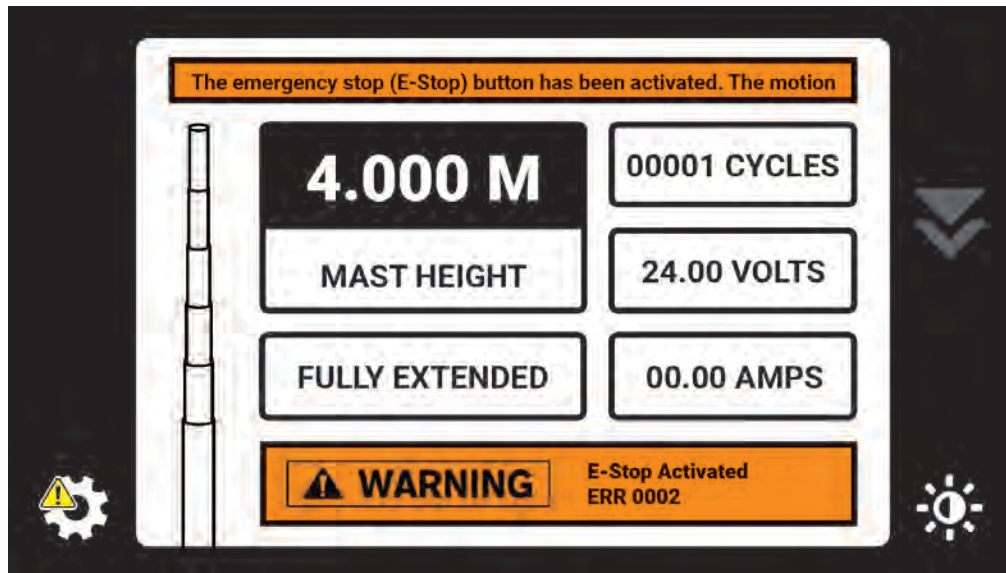 The emergency stop (E-Stop) button has been activated. The motion
4.000 M
MAST HEIGHT
FULLY EXTENDED
00001 CYCLES
24.00 VOLTS
00.00 AMPS
WARNING
E-Stop Activated
ERR 0002